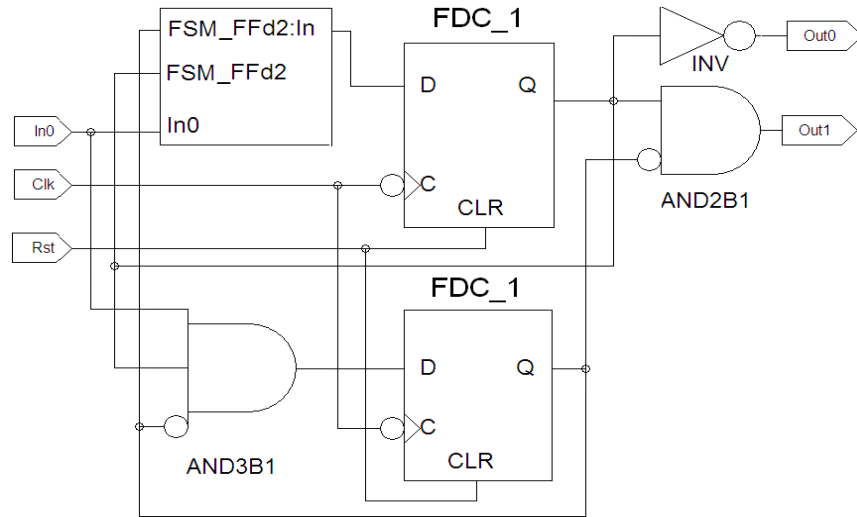 FDC_1
FSM_FFd2:In
FSM_FFd2
In0
D
Q
C
CLR
INV
Out0
Out1
AND2B1
In0
Clk
Rst
FDC_1
D
Q
C
CLR
AND3B1